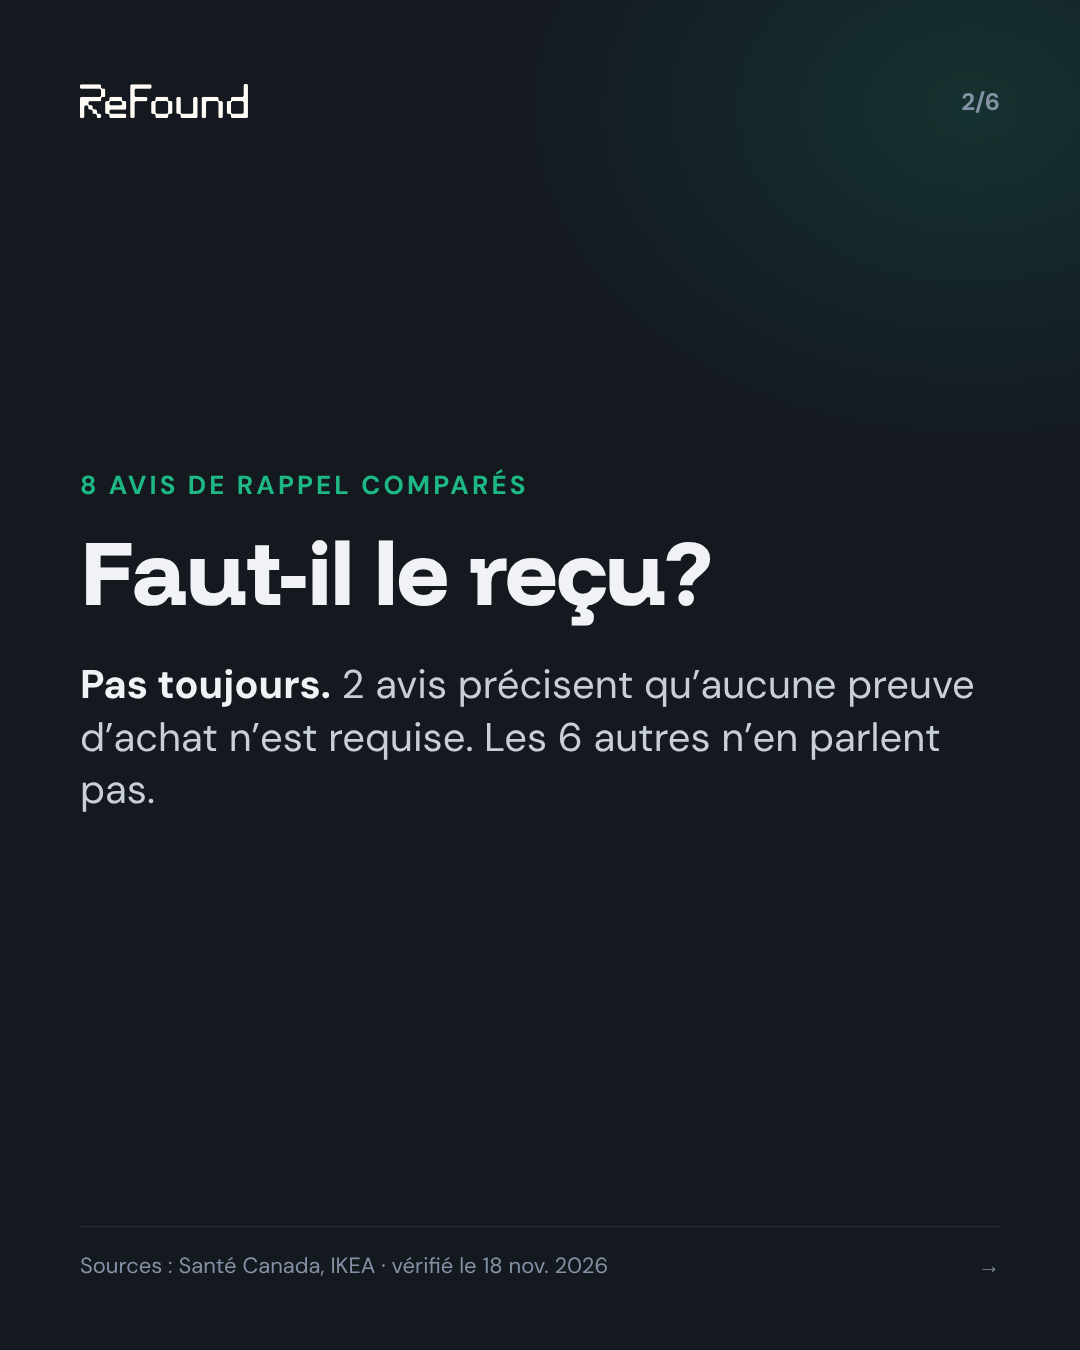 ReFound
2/6
8 AVIS DE RAPPEL COMPARÉS
Faut-il le reçu?
Pas toujours. 2 avis précisent qu’aucune preuve
d’achat n’est requise. Les 6 autres n’en parlent
pas.
Sources : Santé Canada, IKEA · vérifié le 18 nov. 2026
→